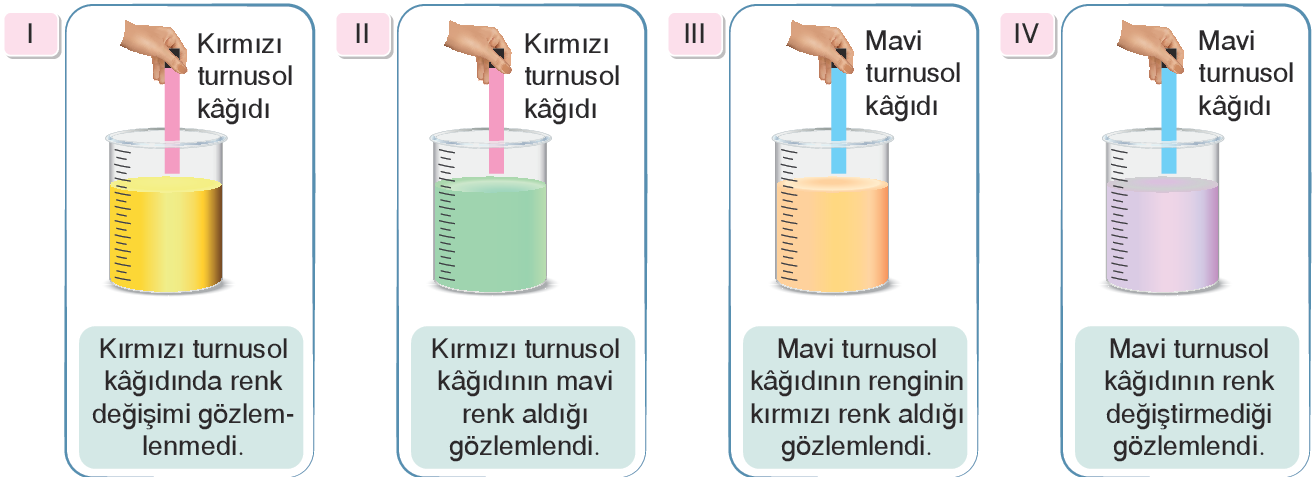 I
Kırmızı
turnusol
kâğıdı
Kırmızı turnusol
kâğıdında renk
değişimi gözlem-
lenmedi.
II
Kırmızı
turnusol
kâğıdı
Kırmızı turnusol
kâğıdının mavi
renk aldığı
gözlemlendi.
III
Mavi
turnusol
kâğıdı
Mavi turnusol
kâğıdının renginin
kırmızı renk aldığı
gözlemlendi.
IV
Mavi
turnusol
kâğıdı
Mavi turnusol
kâğıdının renk
değiştirmediği
gözlemlendi.